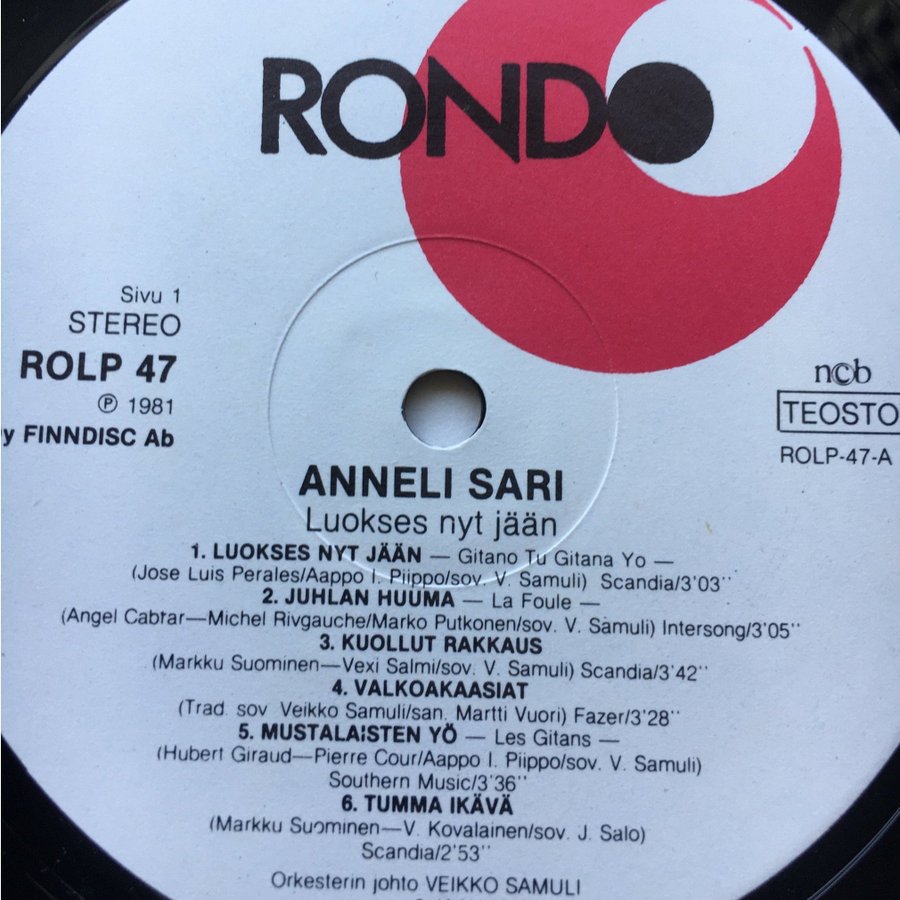 RONDO
Sivu 1
STEREO
ROLP 47
℗ 1981
FINNDISC Ab
ncb
TEOSTO
ROLP-47-A
ANNELI SARI
Luokses nyt jään
1. LUOKSES NYT JÄÄN — Gitano Tu Gitana Yo —
(Jose Luis Perales/Aappo I. Piippo/sov. V. Samuli) Scandia/3'03''
2. JUHLAN HUUMA — La Foule —
(Angel Cabtar—Michel Rivgauche/Marko Putkonen/sov. V. Samuli) Intersong/3'05''
3. KUOLLUT RAKKAUS
(Markku Suominen—Vexi Salmi/sov. V. Samuli) Scandia/3'42''
4. VALKOAKAASIAT
(Trad. sov Veikko Samuli/san. Martti Vuori) Fazer/3'28''
5. MUSTALAISTEN YÖ — Les Gitans —
(Hubert Giraud—Pierre Cour/Aappo I. Piippo/sov. V. Samuli)
Southern Music/3'36''
6. TUMMA IKÄVÄ
(Markku Suominen—V. Kovalainen/sov. J. Salo)
Scandia/2'53''
Orkesterin johto VEIKKO SAMULI